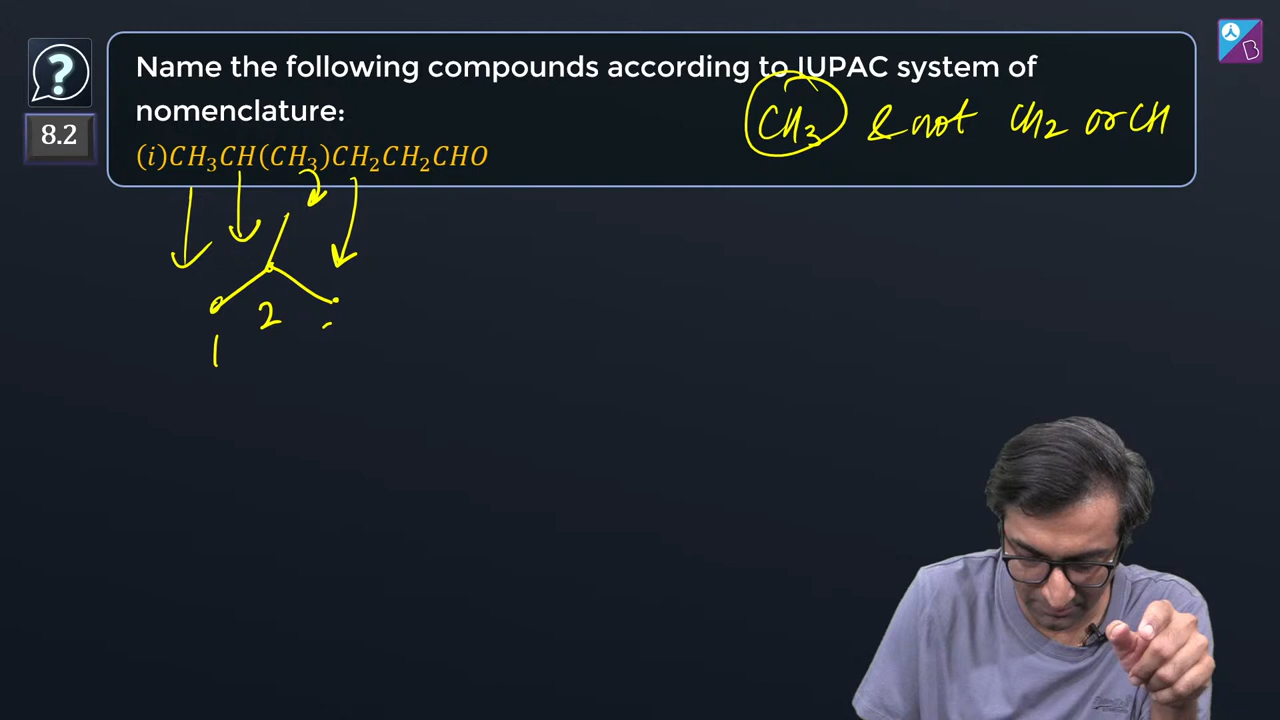 ?
8.2
Name the following compounds according to IUPAC system of
nomenclature:
(i)CH₃CH(CH₃)CH₂CH₂CHO
CH₃ & not CH₂ or CH
2
1
B